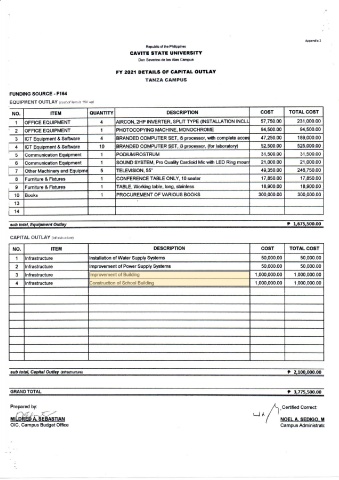 Appendix 2
Republic of the Philippines
CAVITE STATE UNIVERSITY
Don Severino de las Alas Campus
FY 2021 DETAILS OF CAPITAL OUTLAY
TANZA CAMPUS
FUNDING SOURCE - F164
EQUIPMENT OUTLAY
NO. ITEM QUANTITY DESCRIPTION COST TOTAL COST
1 OFFICE EQUIPMENT 4 AIRCON, 2HP INVERTER, SPLIT TYPE (INSTALLATION INCLU 57,750.00 231,000.00
2 OFFICE EQUIPMENT 1 PHOTOCOPYING MACHINE, MONOCHROME 94,500.00 94,500.00
3 ICT Equipment & Software 4 BRANDED COMPUTER SET, 8 processor, with complete acces 47,250.00 189,000.00
4 ICT Equipment & Software 10 BRANDED COMPUTER SET, 8 processor, (for laboratory) 52,500.00 525,000.00
5 Communication Equipment 1 PODIUM/ROSTRUM 31,500.00 31,500.00
6 Communication Equipment 1 SOUND SYSTEM, Pro Quality Cardioid Mic with LED Ring moun 21,000.00 21,000.00
7 Other Machinery and Equipme 5 TELEVISION, 55" 49,350.00 246,750.00
8 Furniture & Fixtures 1 CONFERENCE TABLE ONLY, 10 seater 17,850.00 17,850.00
9 Furniture & Fixtures 1 TABLE, Working table, long, stainless 18,900.00 18,900.00
10 Books 1 PROCUREMENT OF VARIOUS BOOKS 300,000.00 300,000.00
13
14
sub total, Equipment Outlay ₱ 1,675,500.00
CAPITAL OUTLAY (Infrastructure)
NO. ITEM DESCRIPTION COST TOTAL COST
1 Infrastructure Installation of Water Supply Systems 50,000.00 50,000.00
2 Infrastructure Improvement of Power Supply Systems 50,000.00 50,000.00
3 Infrastructure Improvement of Building 1,000,000.00 1,000,000.00
4 Infrastructure Construction of School Building 1,000,000.00 1,000,000.00
sub total, Capital Outlay (Infrastructure) ₱ 2,100,000.00
GRAND TOTAL ₱ 3,775,500.00
Prepared by: Certified Correct:
MILDRED A. SEBASTIAN NOEL A. SEDIGO, M
OIC, Campus Budget Office Campus Administrato